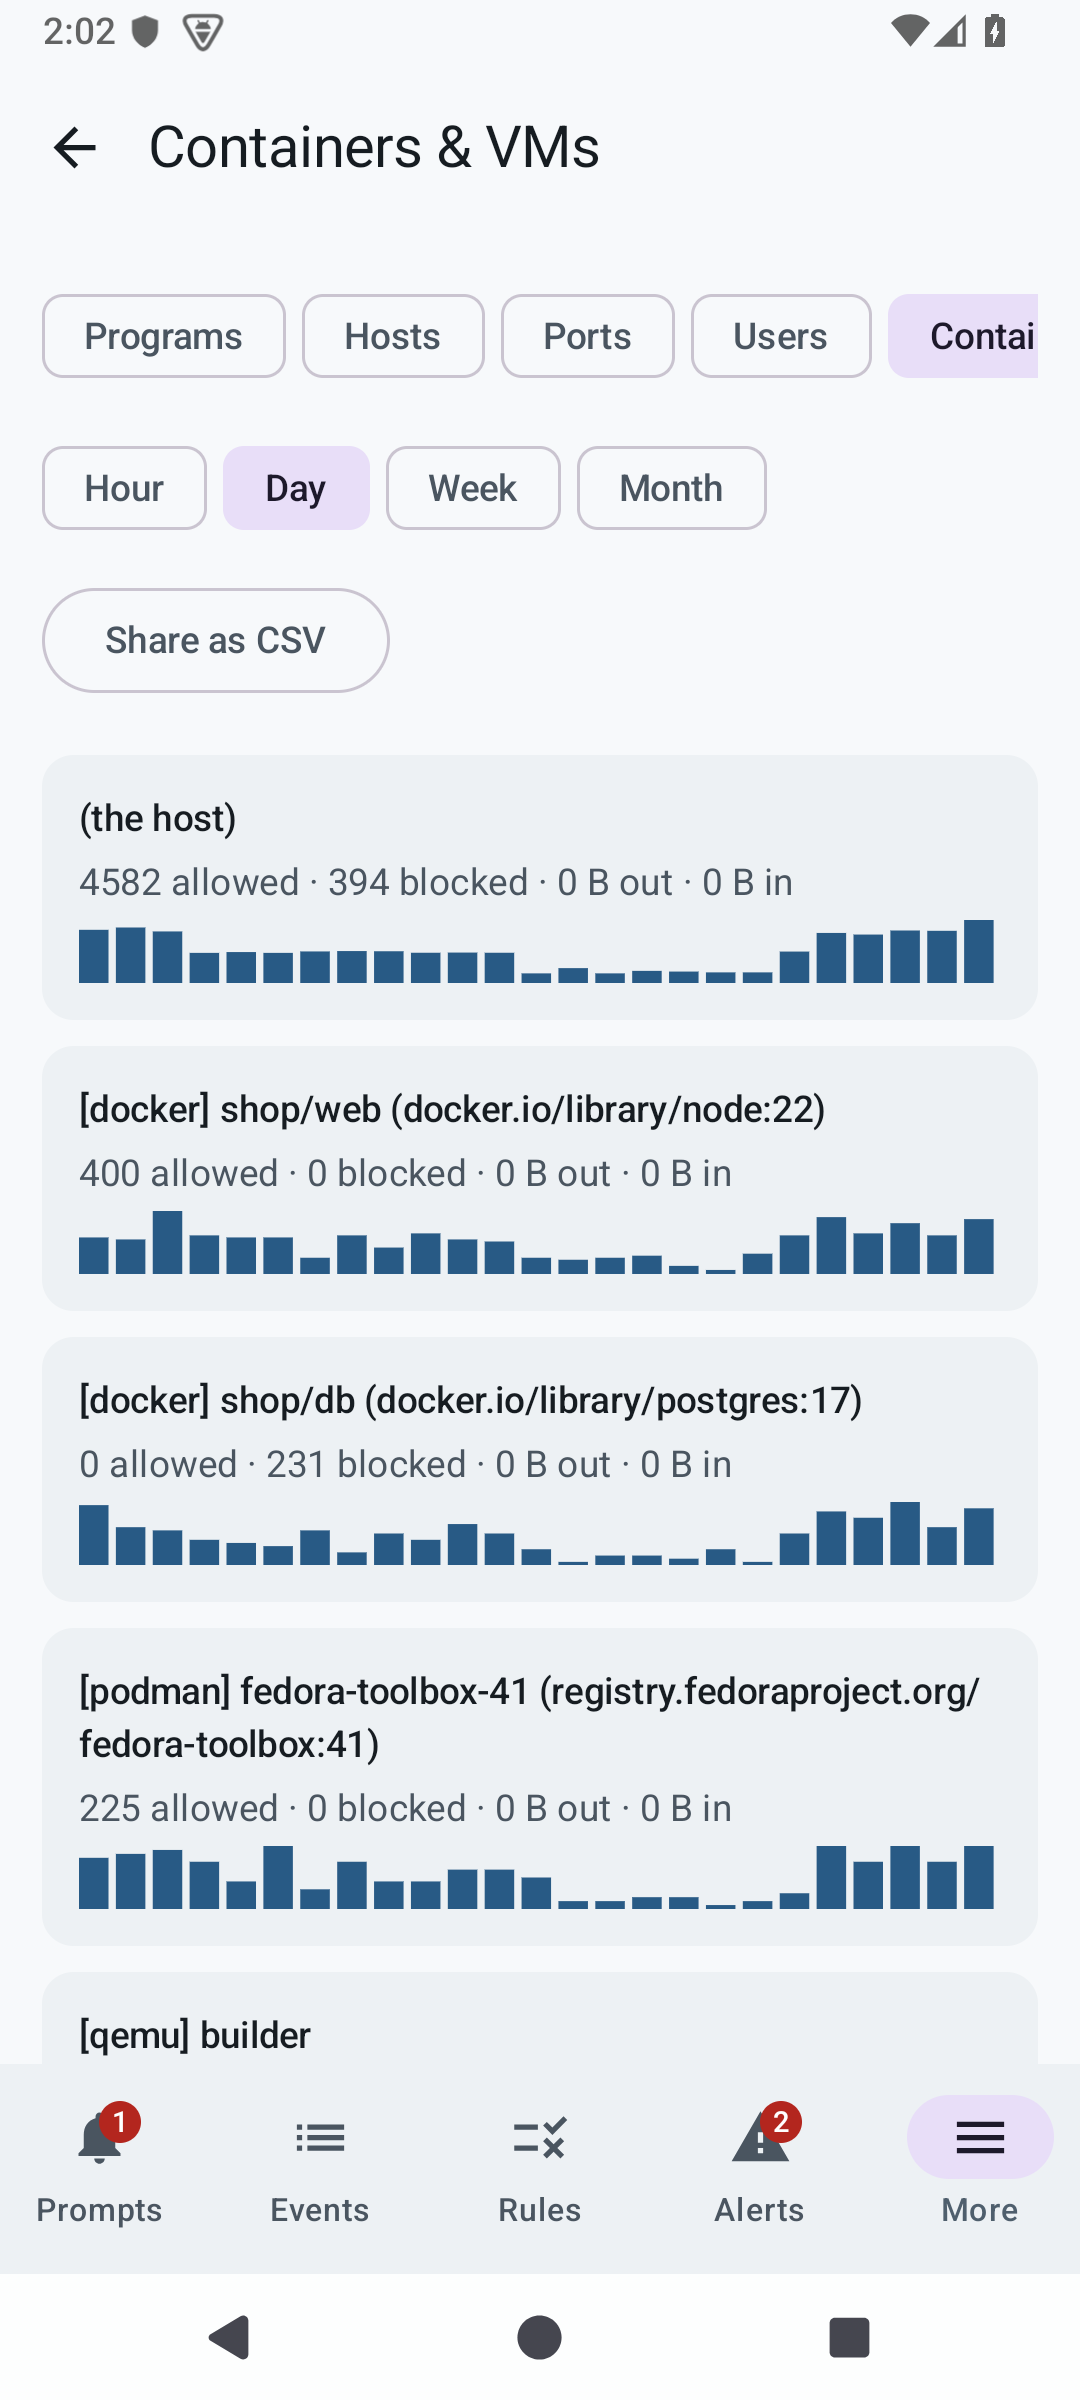 2:02
Containers & VMs
Programs Hosts Ports Users Contai
Hour Day Week Month
Share as CSV
(the host)
4582 allowed · 394 blocked · 0 B out · 0 B in
[docker] shop/web (docker.io/library/node:22)
400 allowed · 0 blocked · 0 B out · 0 B in
[docker] shop/db (docker.io/library/postgres:17)
0 allowed · 231 blocked · 0 B out · 0 B in
[podman] fedora-toolbox-41 (registry.fedoraproject.org/
fedora-toolbox:41)
225 allowed · 0 blocked · 0 B out · 0 B in
[qemu] builder
1 2
Prompts Events Rules Alerts More